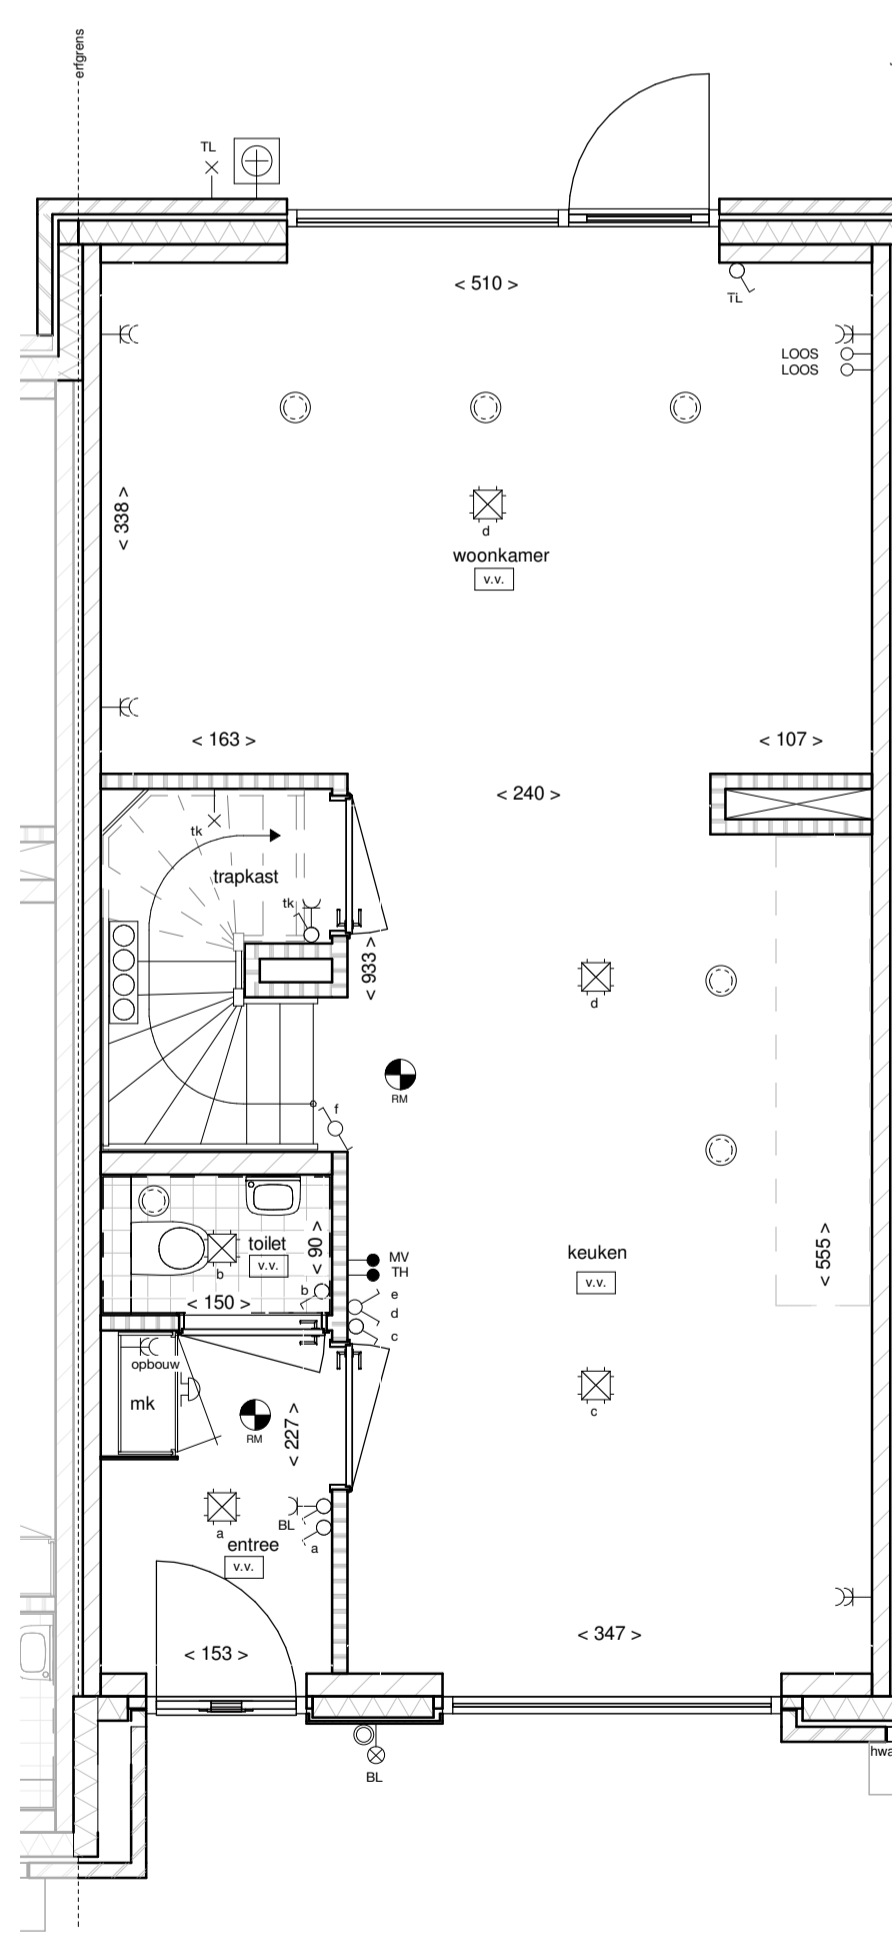 erfgrens
TL
< 510 >
TL
LOOS
LOOS
< 338 >
d
woonkamer
v.v.
< 163 >
< 107 >
< 240 >
tk
trapkast
tk
< 933 >
d
RM
f
toilet
v.v.
b
< 90 >
b
< 150 >
MV
TH
e
d
c
keuken
v.v.
< 555 >
opbouw
mk
RM
< 227 >
c
a
BL
a
entree
v.v.
< 153 >
< 347 >
BL
hwa